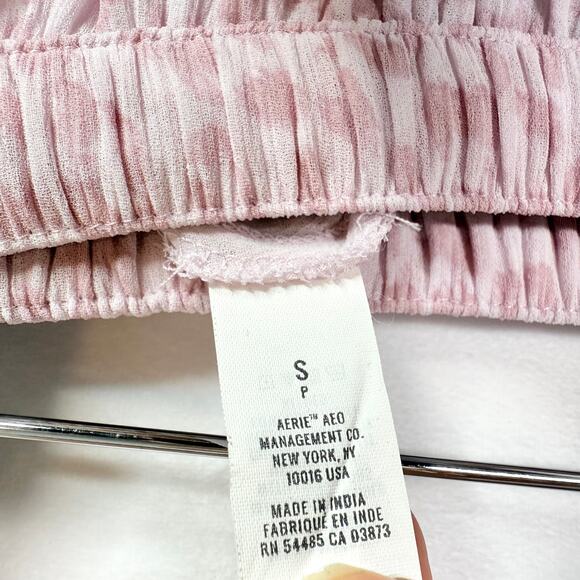 S
P
AERIE™ AEO
MANAGEMENT CO.
NEW YORK, NY
10016 USA
MADE IN INDIA
FABRIQUE EN INDE
RN 54485 CA 03873